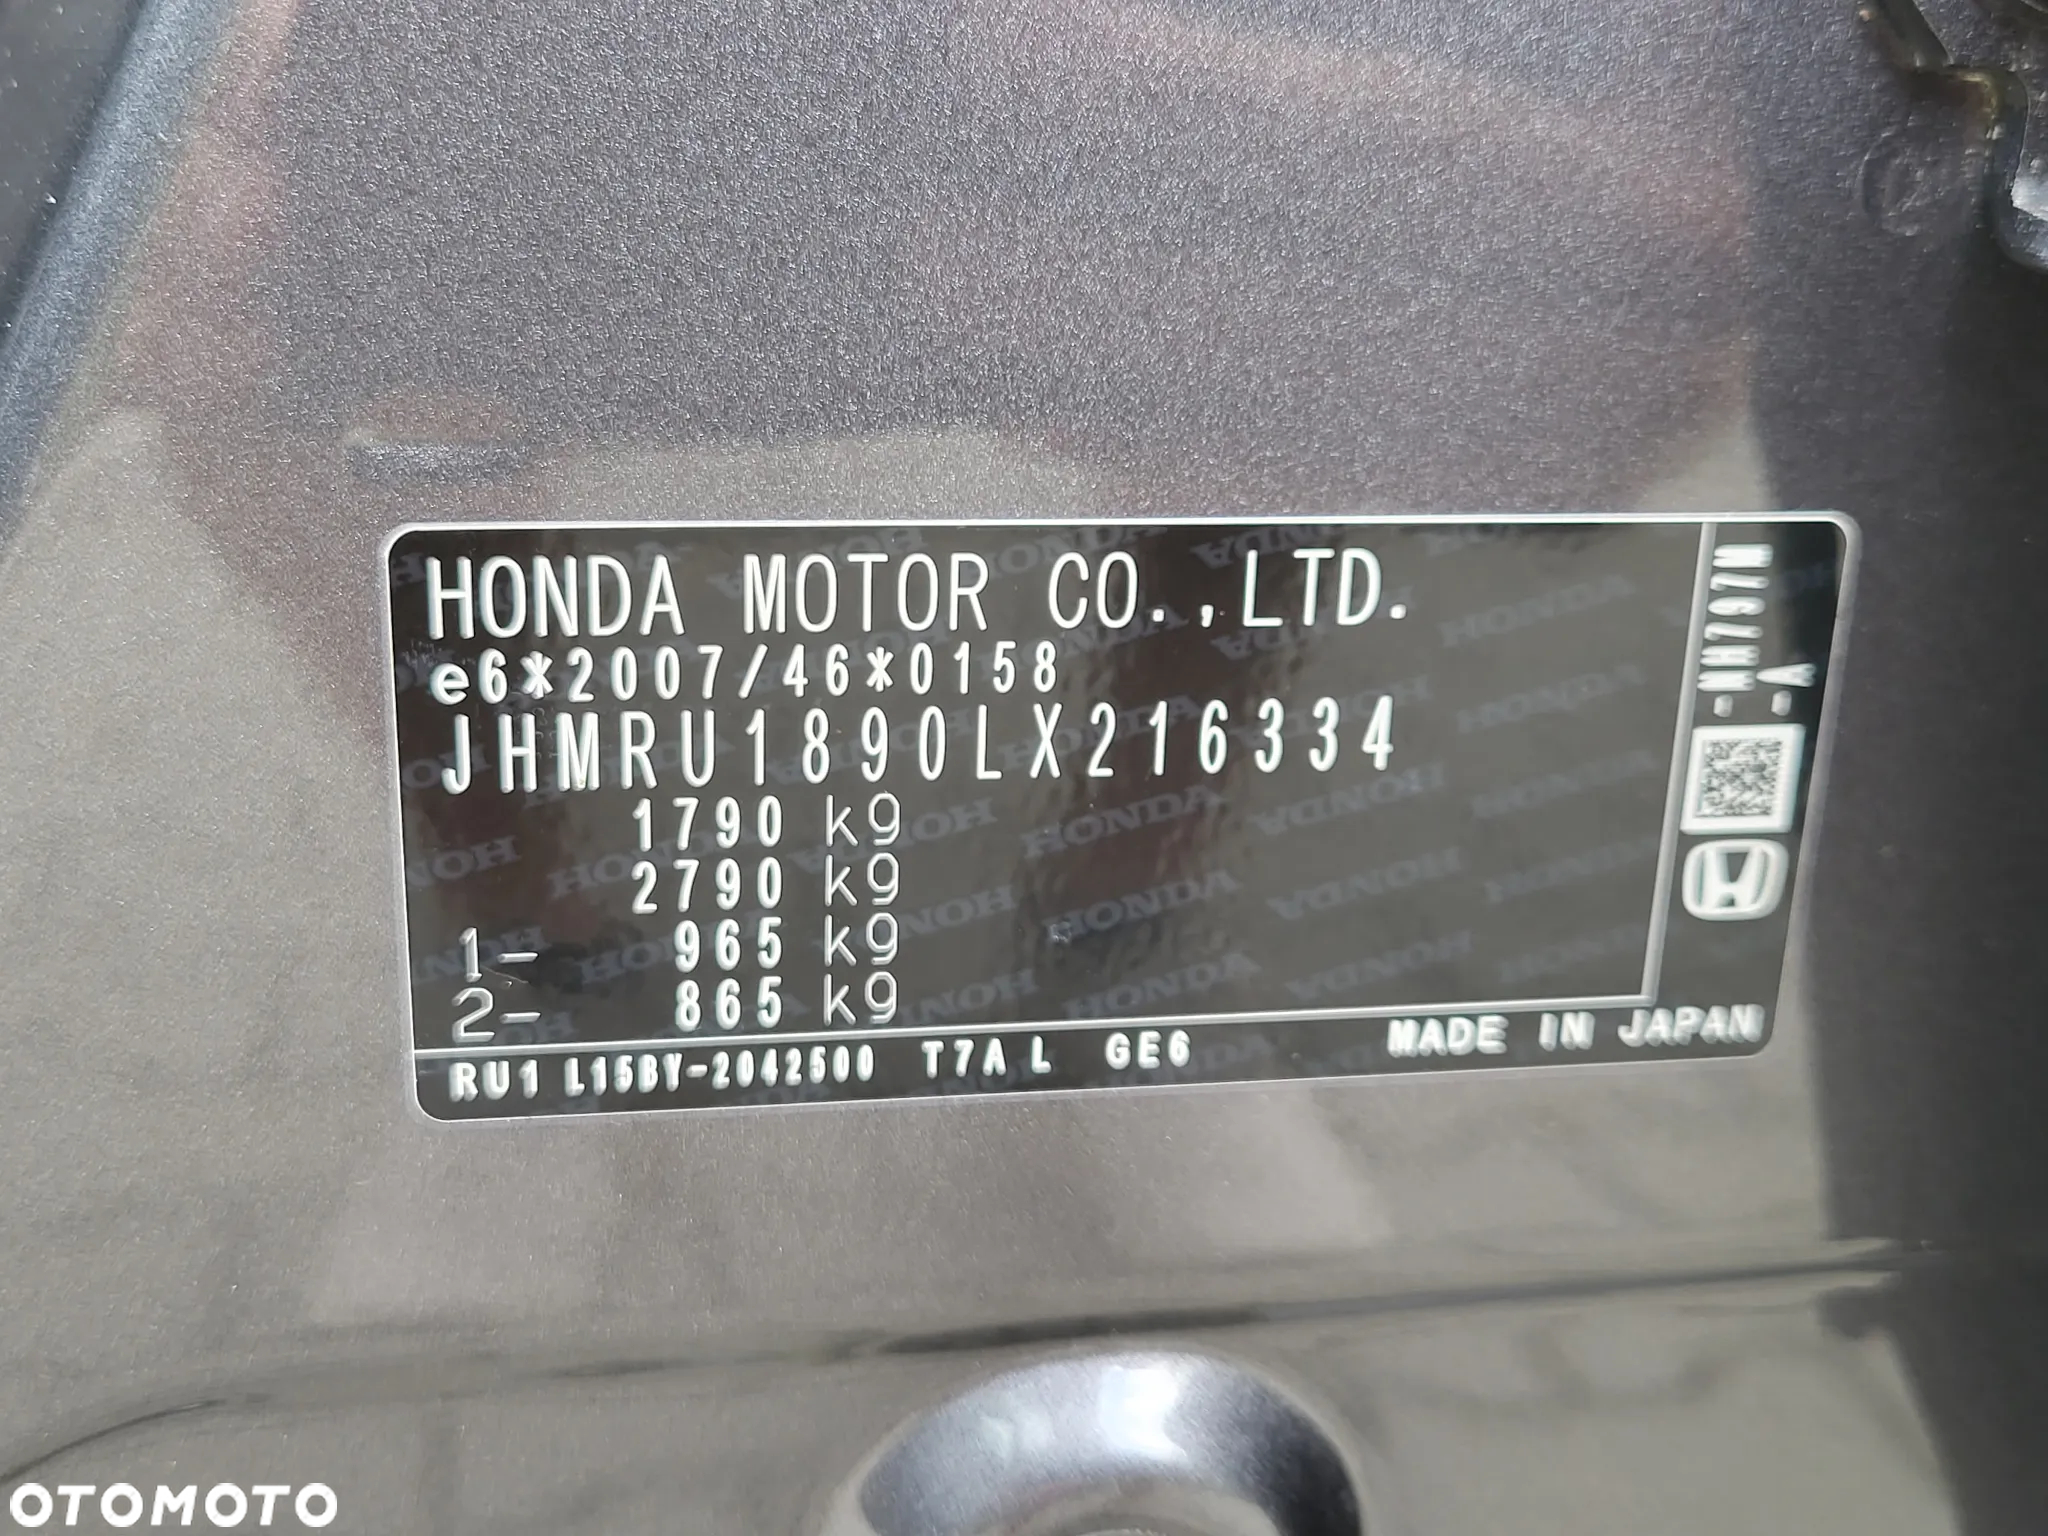 HONDA MOTOR CO.,LTD.
e6*2007/46*0158
JHMRU1890LX216334
1790 kg
2790 kg
1- 965 kg
2- 865 kg
RU1 L15BY-2042500 T7A L GE6 MADE IN JAPAN
-NH797M
-A
OTOMOTO